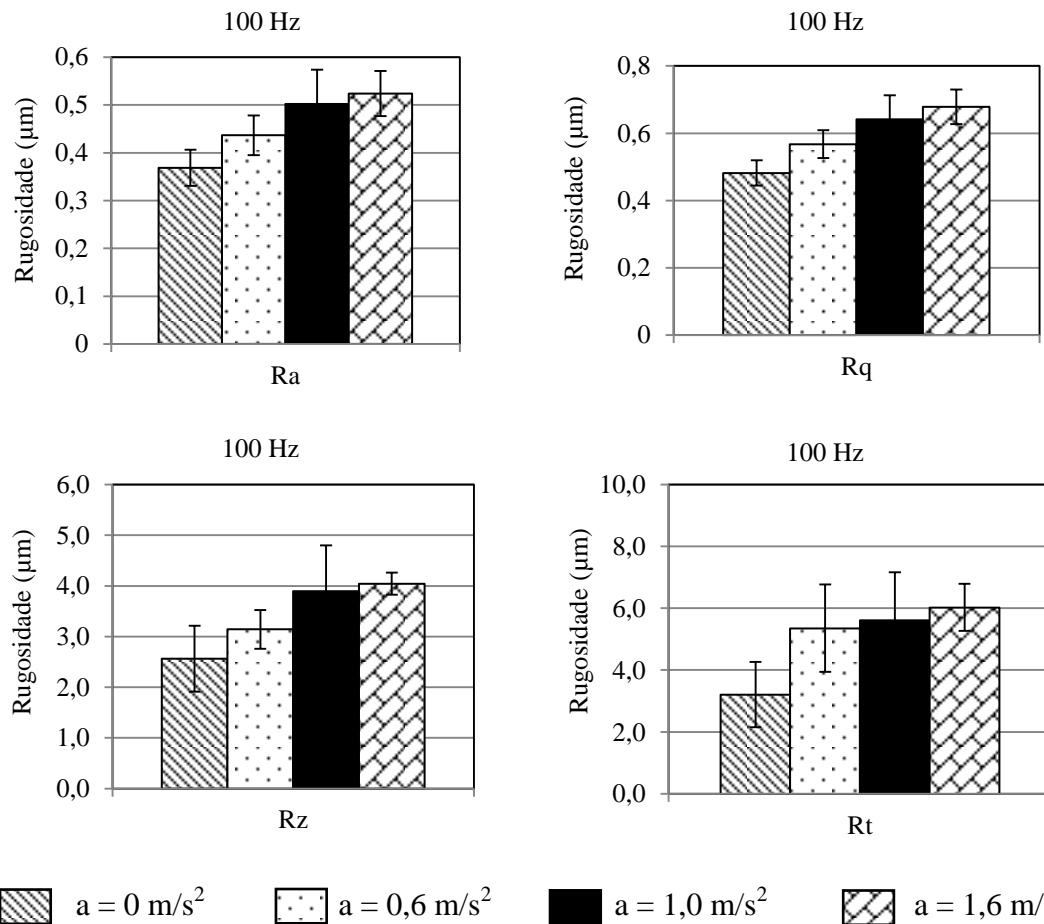 100 Hz
0,6
0,5
0,4
0,3
0,2
0,1
0
Rugosidade (µm)
Ra
100 Hz
0,8
0,6
0,4
0,2
0
Rugosidade (µm)
Rq
100 Hz
6,0
5,0
4,0
3,0
2,0
1,0
0,0
Rugosidade (µm)
Rz
100 Hz
10,0
8,0
6,0
4,0
2,0
0,0
Rugosidade (µm)
Rt
a = 0 m/s²
a = 0,6 m/s²
a = 1,0 m/s²
a = 1,6 m/